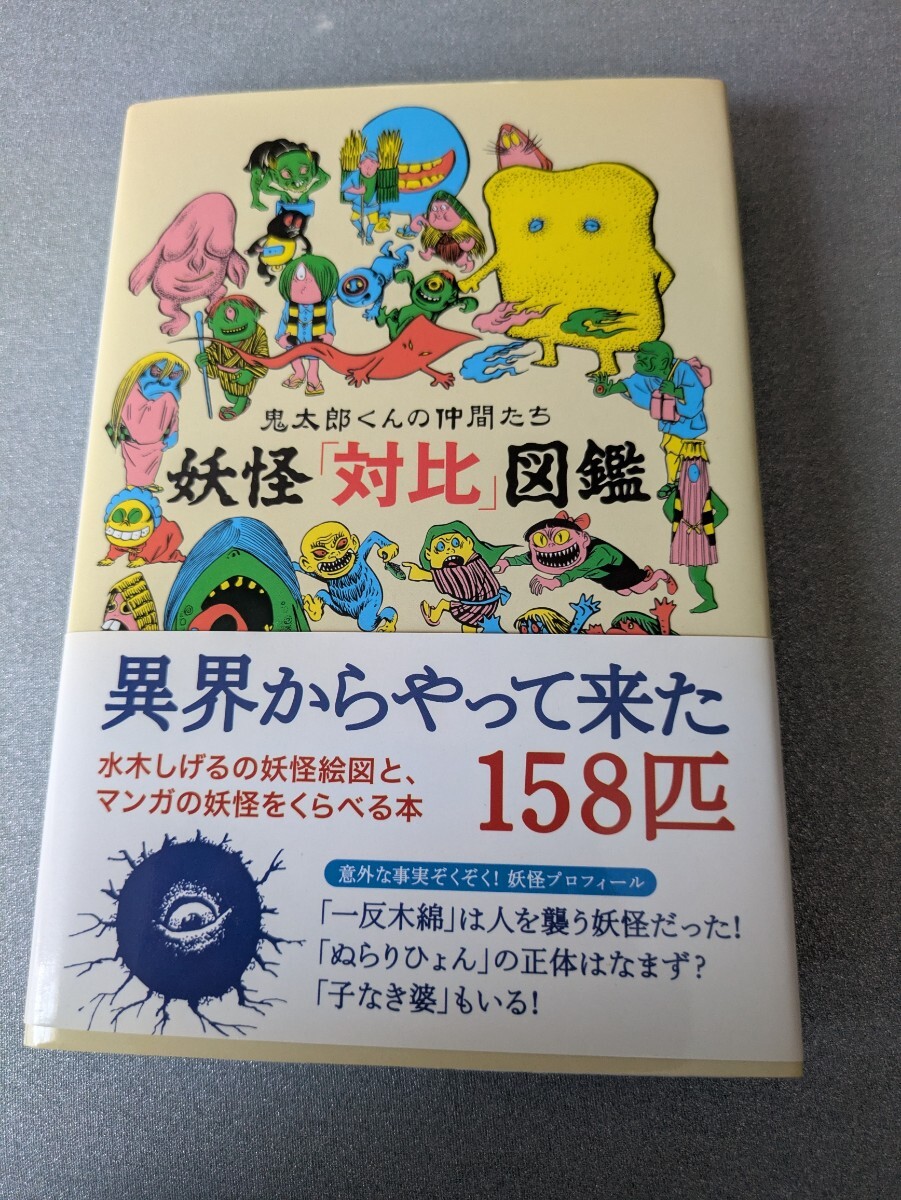 鬼太郎くんの仲間たち
妖怪「対比」図鑑
異界からやって来た
水木しげるの妖怪絵図と、
マンガの妖怪をくらべる本
158匹
意外な事実ぞくぞく！妖怪プロフィール
「一反木綿」は人を襲う妖怪だった！
「ぬらりひょん」の正体はなまず？
「子なき婆」もいる！